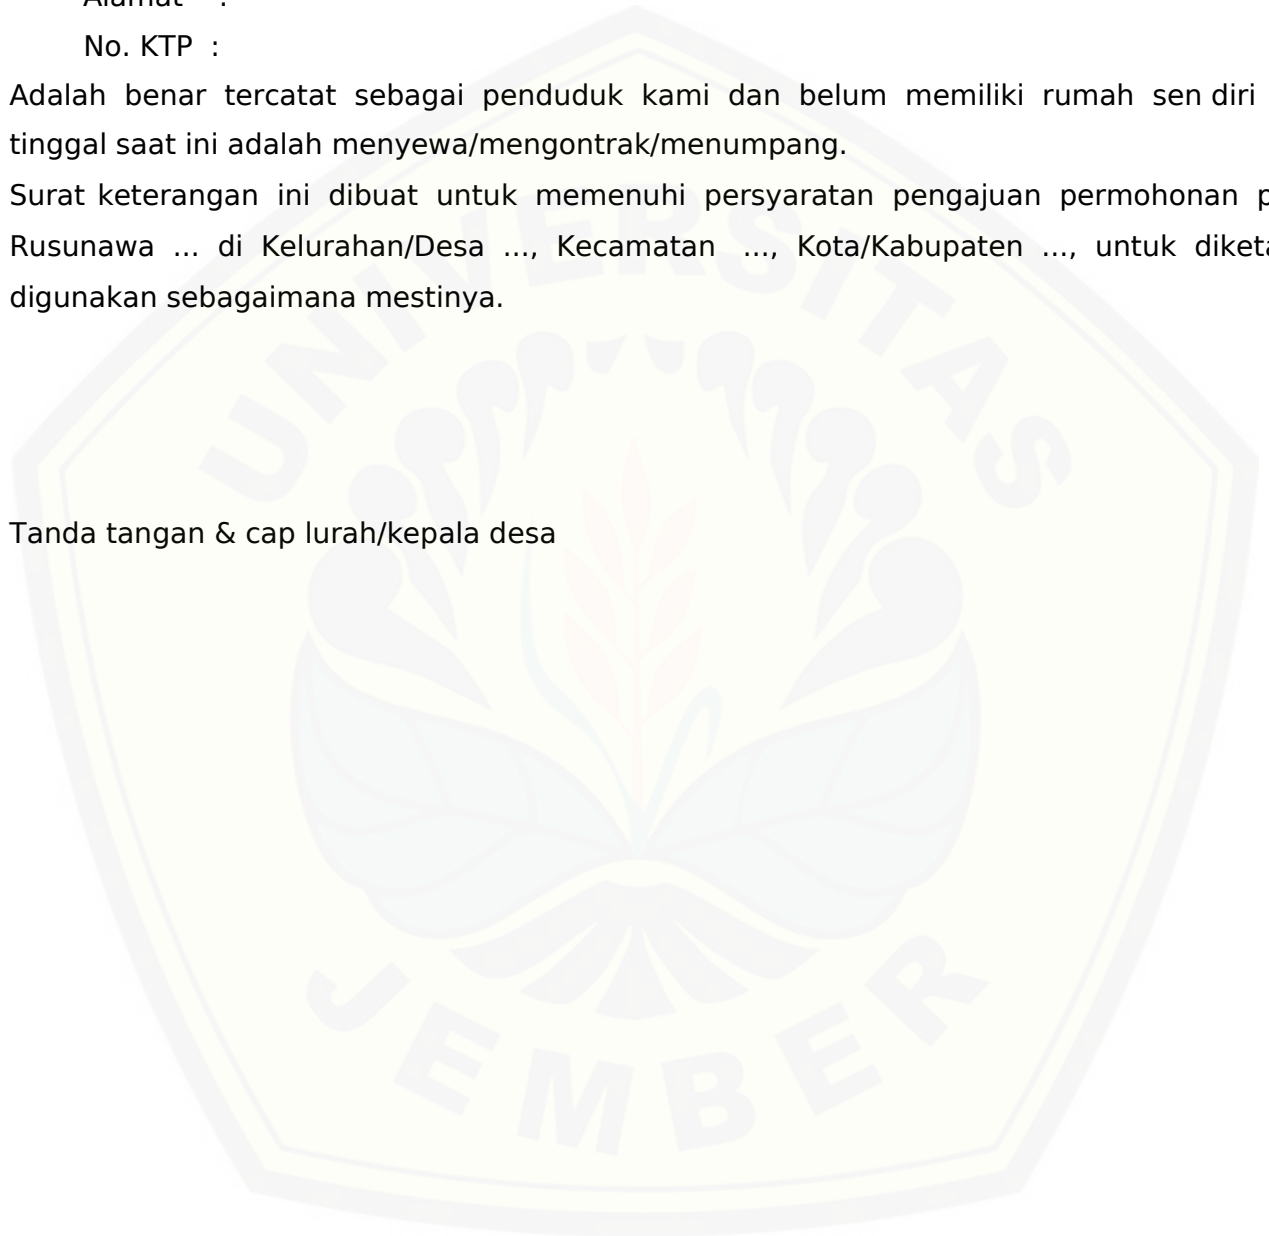 Alamat :
No. KTP :
Adalah benar tercatat sebagai penduduk kami dan belum memiliki rumah sen diri
tinggal saat ini adalah menyewa/mengontrak/menumpang.
Surat keterangan ini dibuat untuk memenuhi persyaratan pengajuan permohonan p
Rusunawa ... di Kelurahan/Desa ..., Kecamatan ..., Kota/Kabupaten ..., untuk diketa
digunakan sebagaimana mestinya.
UNIVERSITAS
Tanda tangan & cap lurah/kepala desa
JEMBER